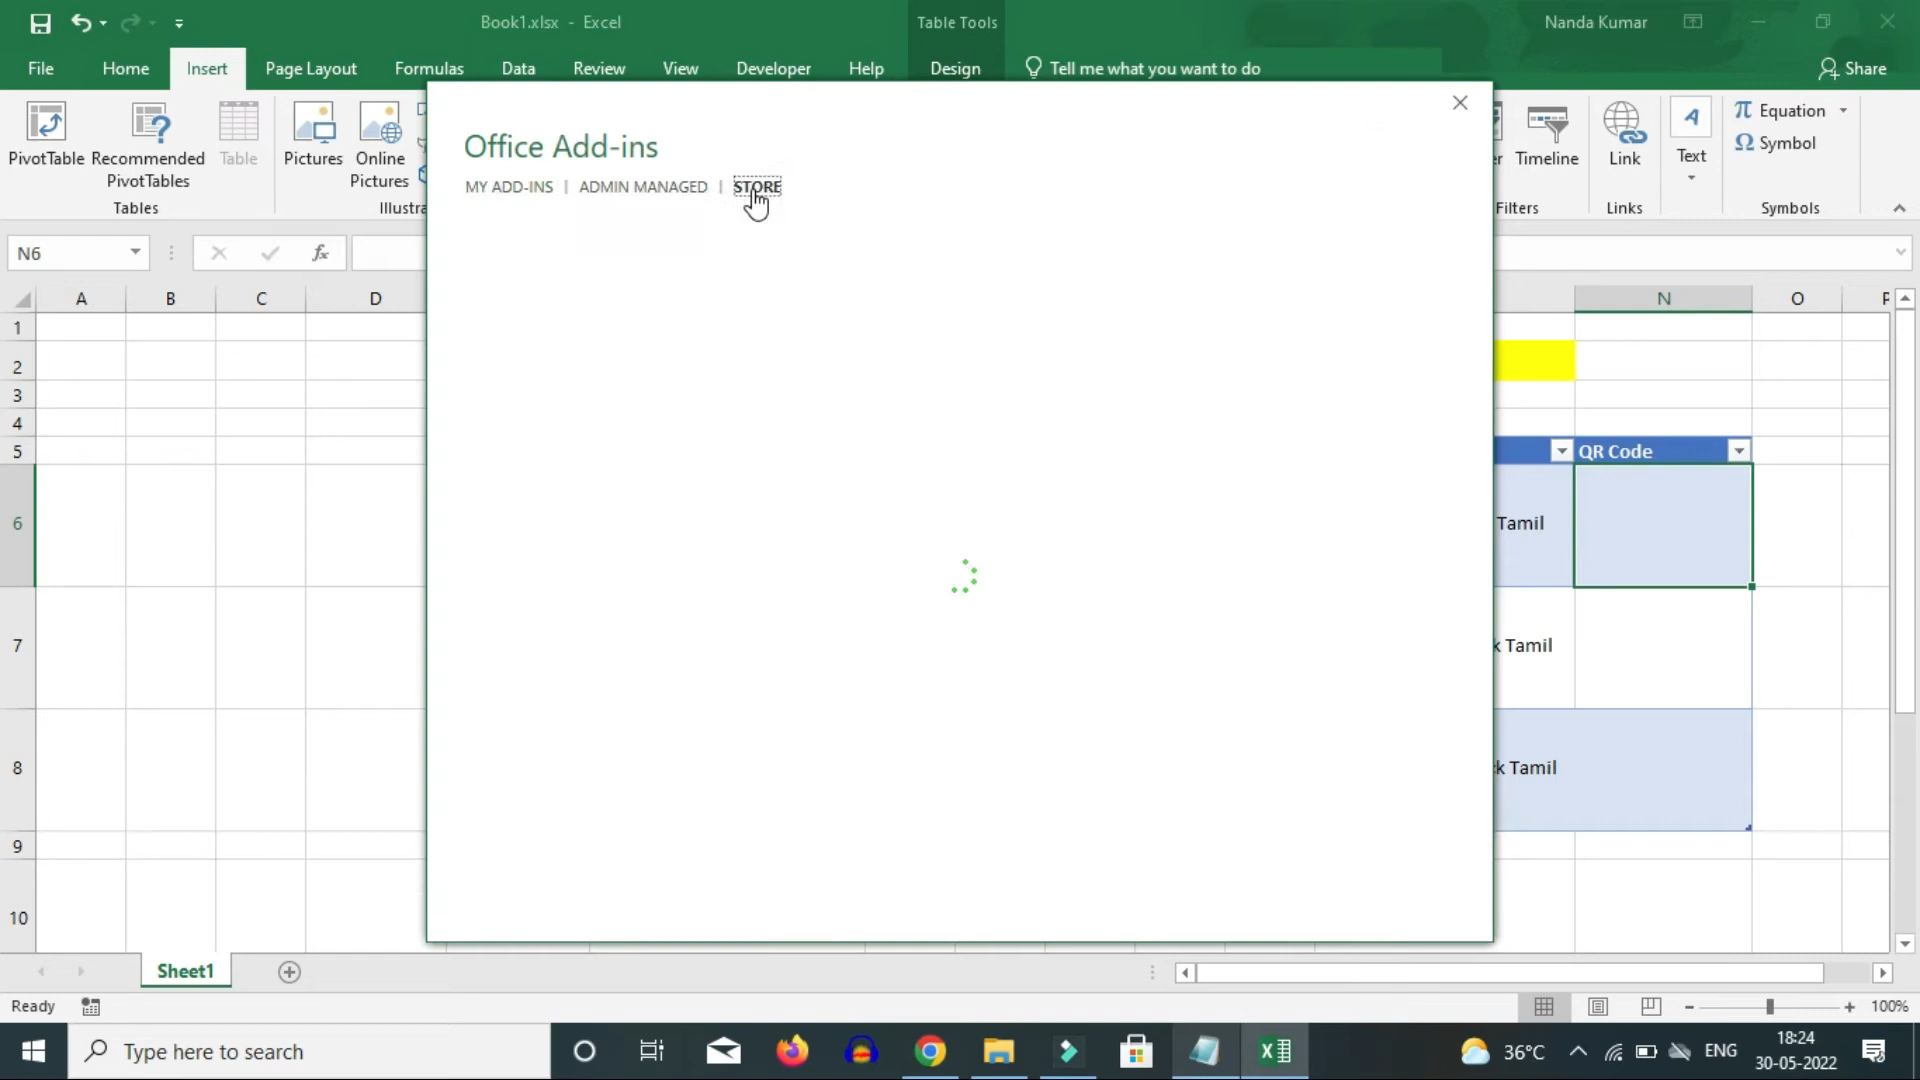 Book1.xlsx - Excel
Table Tools
Nanda Kumar
File Home Insert Page Layout Formulas Data Review View Developer Help Design Tell me what you want to do Share
PivotTable
Recommended PivotTables
Table
Tables
Pictures
Online Pictures
Timeline
Filters
Link
Links
Text
Equation
Symbol
Symbols
Office Add-ins
MY ADD-INS | ADMIN MANAGED | STORE
N6
fx
A B C D N O
1
2
3
4
5 QR Code
6 Tamil
7 k Tamil
8 ck Tamil
9
10
Sheet1
Ready
100%
Type here to search
36°C
ENG
18:24
30-05-2022